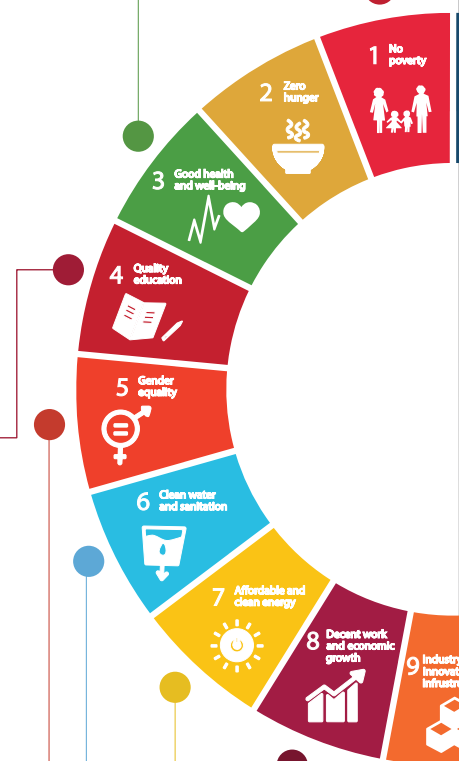 1 No
poverty
2 Zero
hunger
3 Good health
and well-being
4 Quality
education
5 Gender
equality
6 Clean water
and sanitation
7 Affordable and
clean energy
8 Decent work
and economic
growth
9 Industry